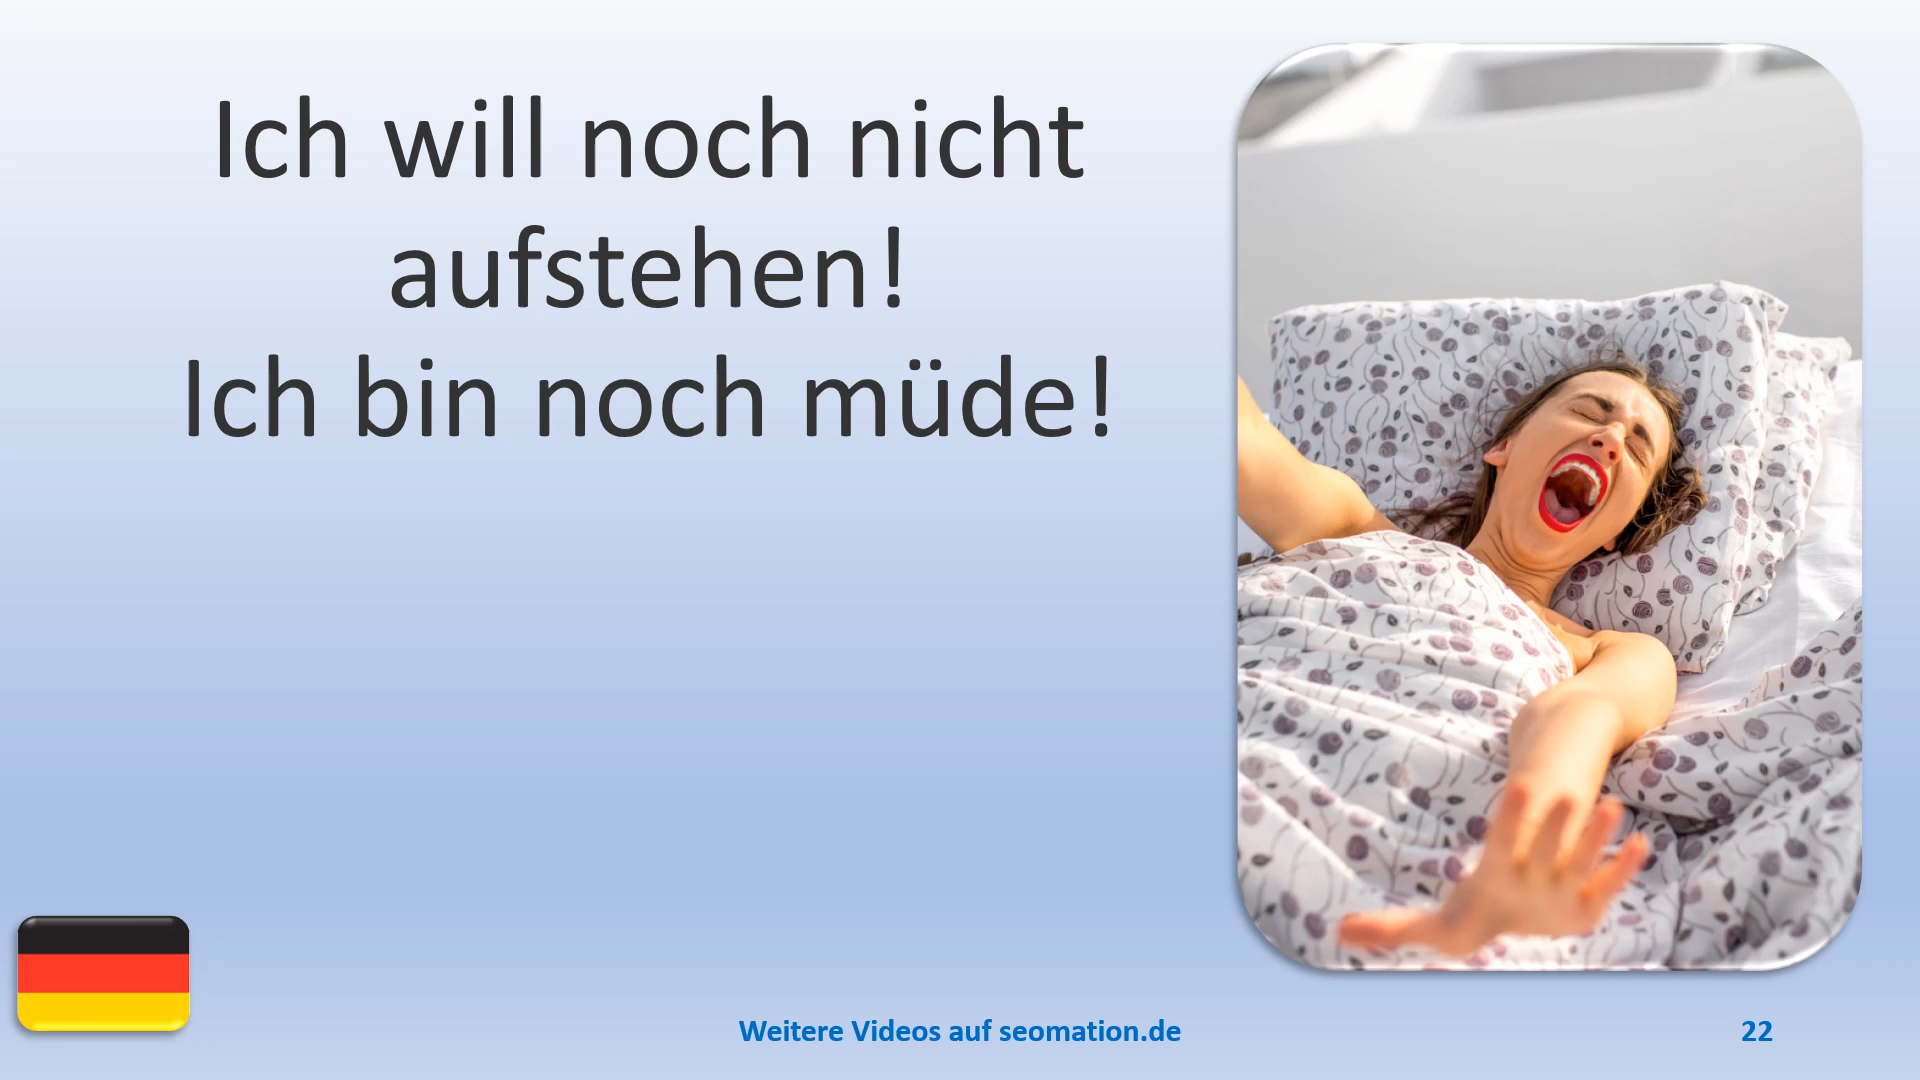 Ich will noch nicht
aufstehen!
Ich bin noch müde!
Weitere Videos auf seomation.de
22